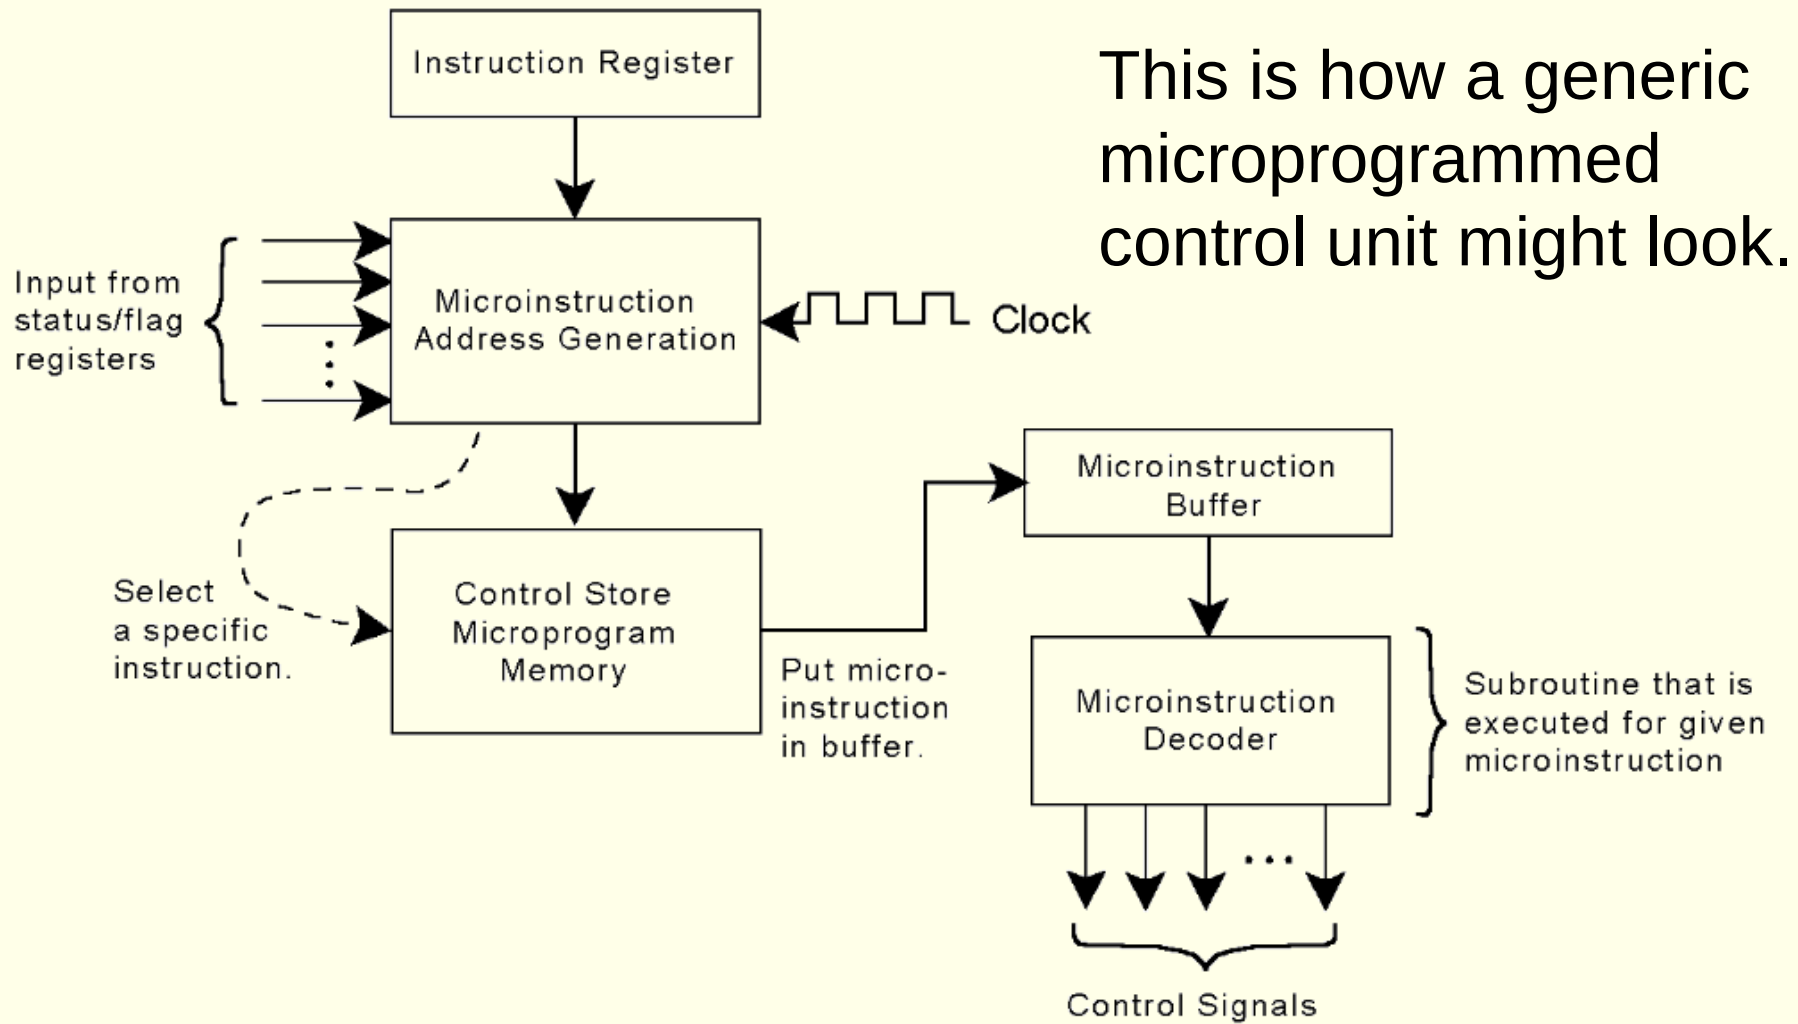 Instruction Register
This is how a generic
microprogrammed
control unit might look.
Input from
status/flag
registers
Microinstruction
Address Generation
Clock
Select
a specific
instruction.
Control Store
Microprogram
Memory
Put micro-
instruction
in buffer.
Microinstruction
Buffer
Microinstruction
Decoder
Subroutine that is
executed for given
microinstruction
Control Signals